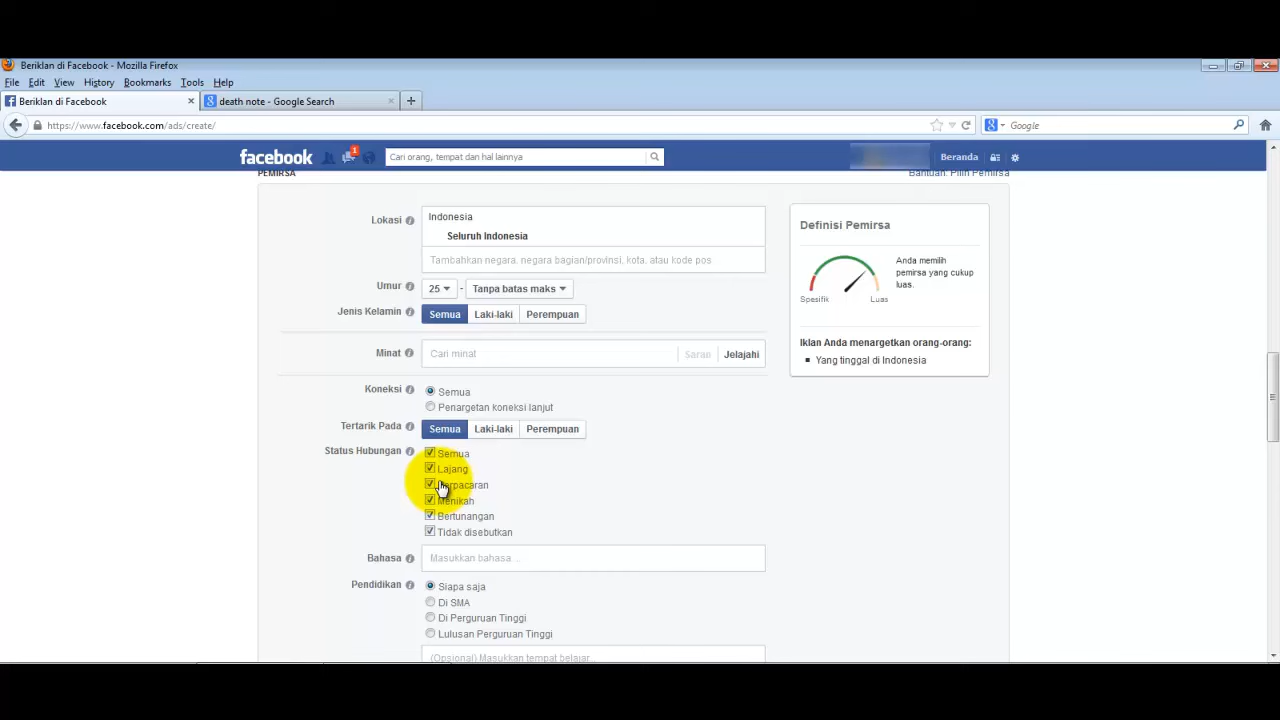 Beriklan di Facebook - Mozilla Firefox
File Edit View History Bookmarks Tools Help
Beriklan di Facebook
death note - Google Search
https://www.facebook.com/ads/create/
Google
facebook
1
Cari orang, tempat dan hal lainnya
Beranda
PEMIRSA
Bantuan: Pilih Pemirsa
Lokasi
Indonesia
Seluruh Indonesia
Tambahkan negara, negara bagian/provinsi, kota, atau kode pos
Umur
25 - Tanpa batas maks
Jenis Kelamin
Semua Laki-laki Perempuan
Minat
Cari minat
Saran Jelajahi
Koneksi
Semua
Penargetan koneksi lanjut
Tertarik Pada
Semua Laki-laki Perempuan
Status Hubungan
Semua
Lajang
Menikah
Bertunangan
Tidak disebutkan
Bahasa
Masukkan bahasa ...
Pendidikan
Siapa saja
Di SMA
Di Perguruan Tinggi
Lulusan Perguruan Tinggi
(Opsional) Masukkan tempat belajar...
Definisi Pemirsa
Spesifik
Luas
Anda memilih
pemirsa yang cukup
luas.
Iklan Anda menargetkan orang-orang:
Yang tinggal di Indonesia